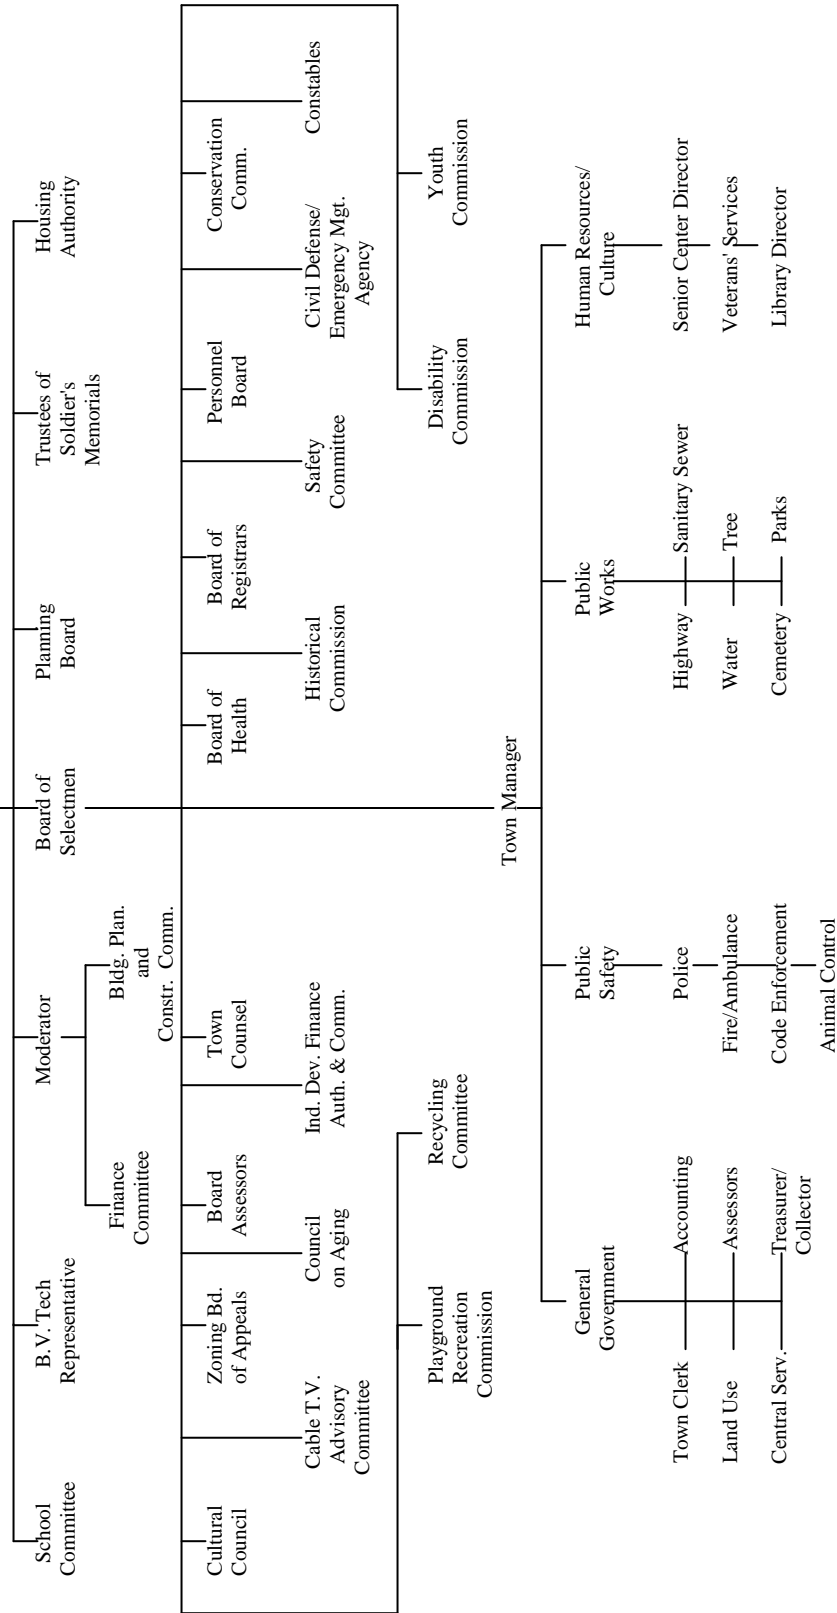 School
Committee
B.V. Tech
Representative
Moderator
Board of
Selectmen
Planning
Board
Trustees of
Soldier's
Memorials
Housing
Authority
Finance
Committee
Bldg. Plan.
and
Constr. Comm.
Cultural
Council
Zoning Bd.
of Appeals
Board
Assessors
Town
Counsel
Board of
Health
Board of
Registrars
Personnel
Board
Conservation
Comm.
Cable T.V.
Advisory
Committee
Council
on Aging
Ind. Dev. Finance
Auth. & Comm.
Historical
Commission
Safety
Committee
Civil Defense/
Emergency Mgt.
Agency
Constables
Playground
Recreation
Commission
Recycling
Committee
Disability
Commission
Youth
Commission
Town Manager
General
Government
Public
Safety
Public
Works
Human Resources/
Culture
Town Clerk
Accounting
Police
Highway
Sanitary Sewer
Senior Center Director
Land Use
Assessors
Fire/Ambulance
Water
Tree
Veterans' Services
Central Serv.
Treasurer/
Collector
Code Enforcement
Cemetery
Parks
Library Director
Animal Control